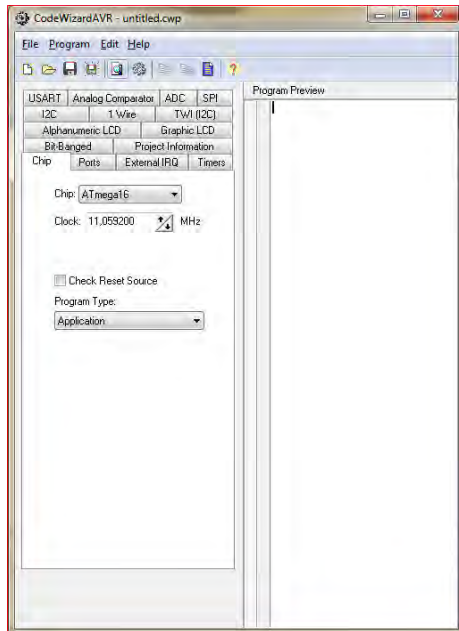 CodeWizardAVR - untitled.cwp
File Program Edit Help
?
USART Analog Comparator ADC SPI
I2C 1 Wire TWI (I2C)
Alphanumeric LCD Graphic LCD
Bit-Banged Project Information
Chip Ports External IRQ Timers
Chip: ATmega16
Clock: 11,059200 MHz
Check Reset Source
Program Type:
Application
Program Preview